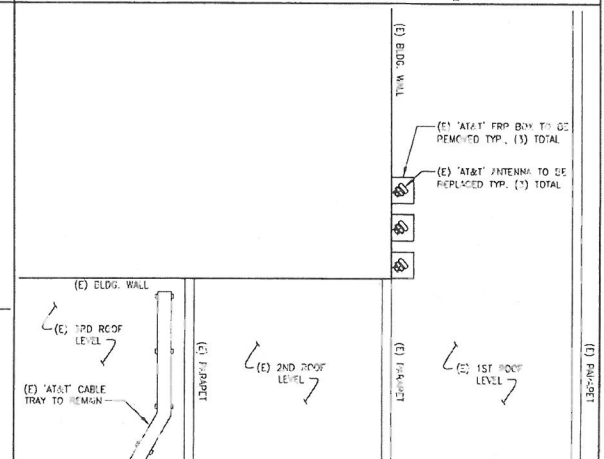 (E) BLDG. WALL
(E) 'AT&T' FRP BOX TO BE
REMOVED TYP., (3) TOTAL
(E) 'AT&T' ANTENNA TO BE
REPLACED TYP. (3) TOTAL
(E) BLDG. WALL
(E) 3RD ROOF
LEVEL
(E) PARAPET
(E) 2ND ROOF
LEVEL
(E) PARAPET
(E) 1ST ROOF
LEVEL
(E) PARAPET
(E) 'AT&T' CABLE
TRAY TO REMAIN